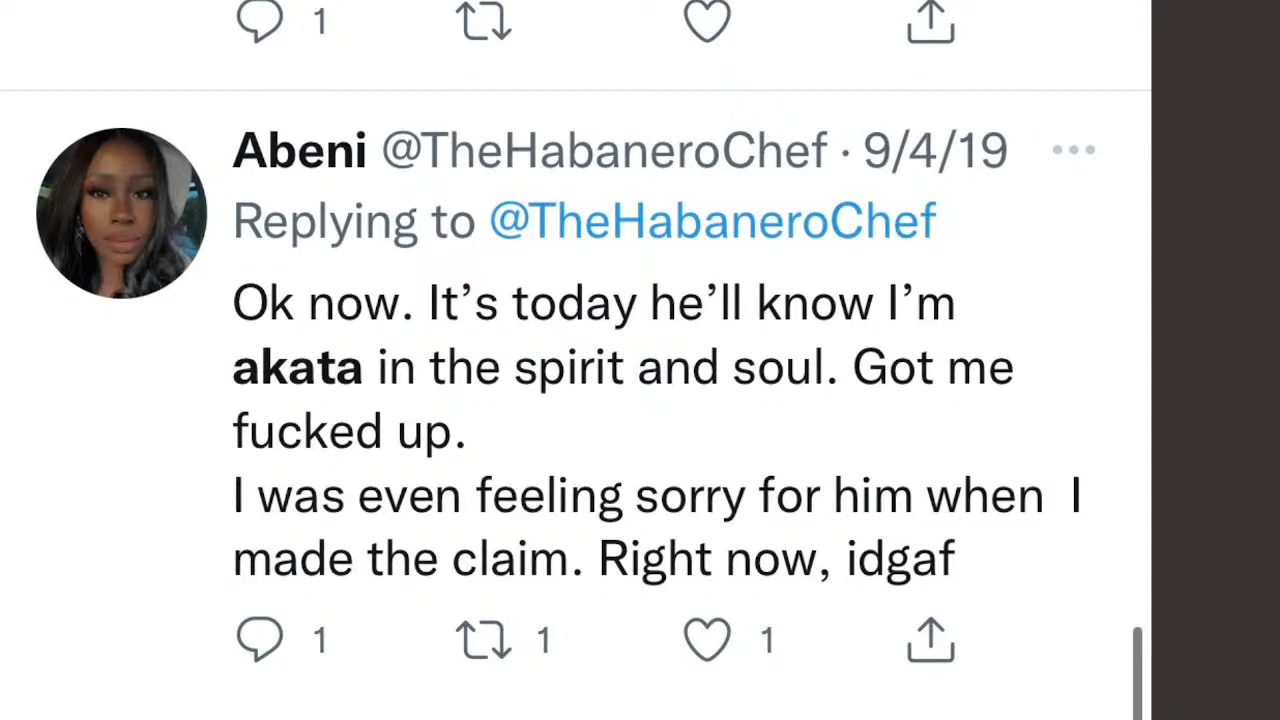 1
Abeni @TheHabaneroChef · 9/4/19
Replying to @TheHabaneroChef
Ok now. It’s today he’ll know I’m
akata in the spirit and soul. Got me
fucked up.
I was even feeling sorry for him when  I
made the claim. Right now, idgaf
1 1 1